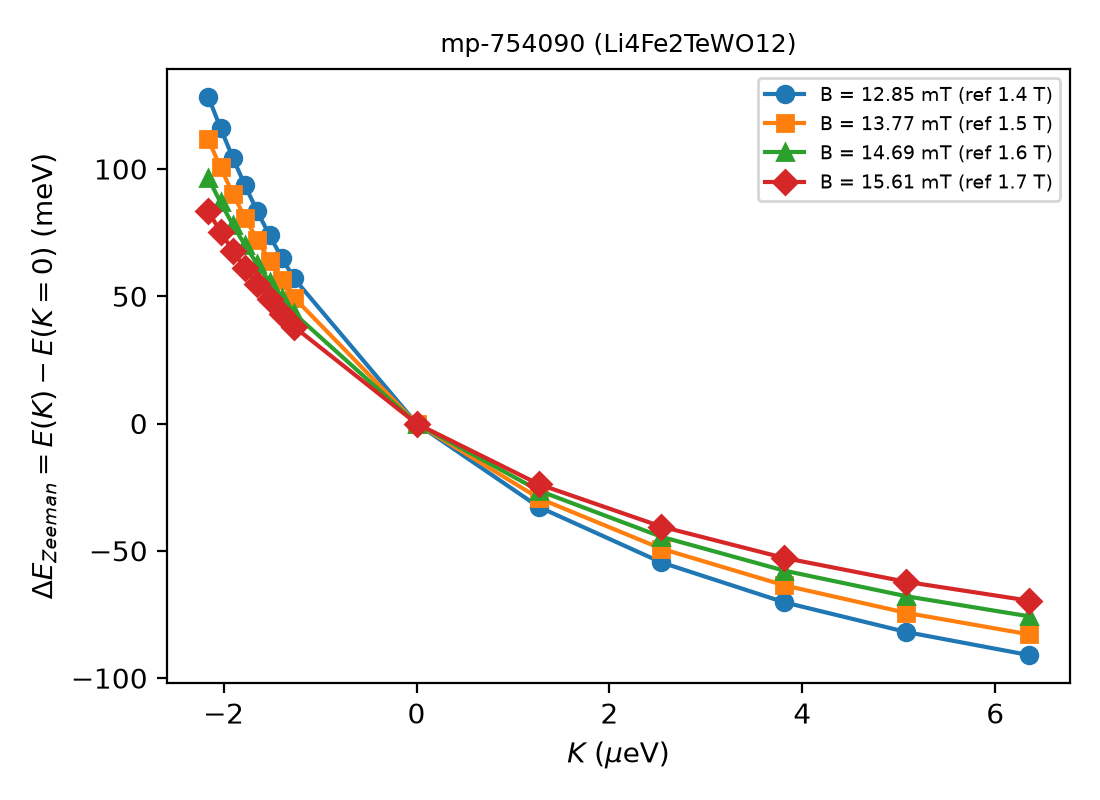 mp-754090 (Li4Fe2TeWO12)
B = 12.85 mT (ref 1.4 T)
B = 13.77 mT (ref 1.5 T)
B = 14.69 mT (ref 1.6 T)
B = 15.61 mT (ref 1.7 T)
ΔE_Zeeman = E(K) − E(K = 0) (meV)
100
50
0
−50
−100
−2 0 2 4 6
K (μeV)